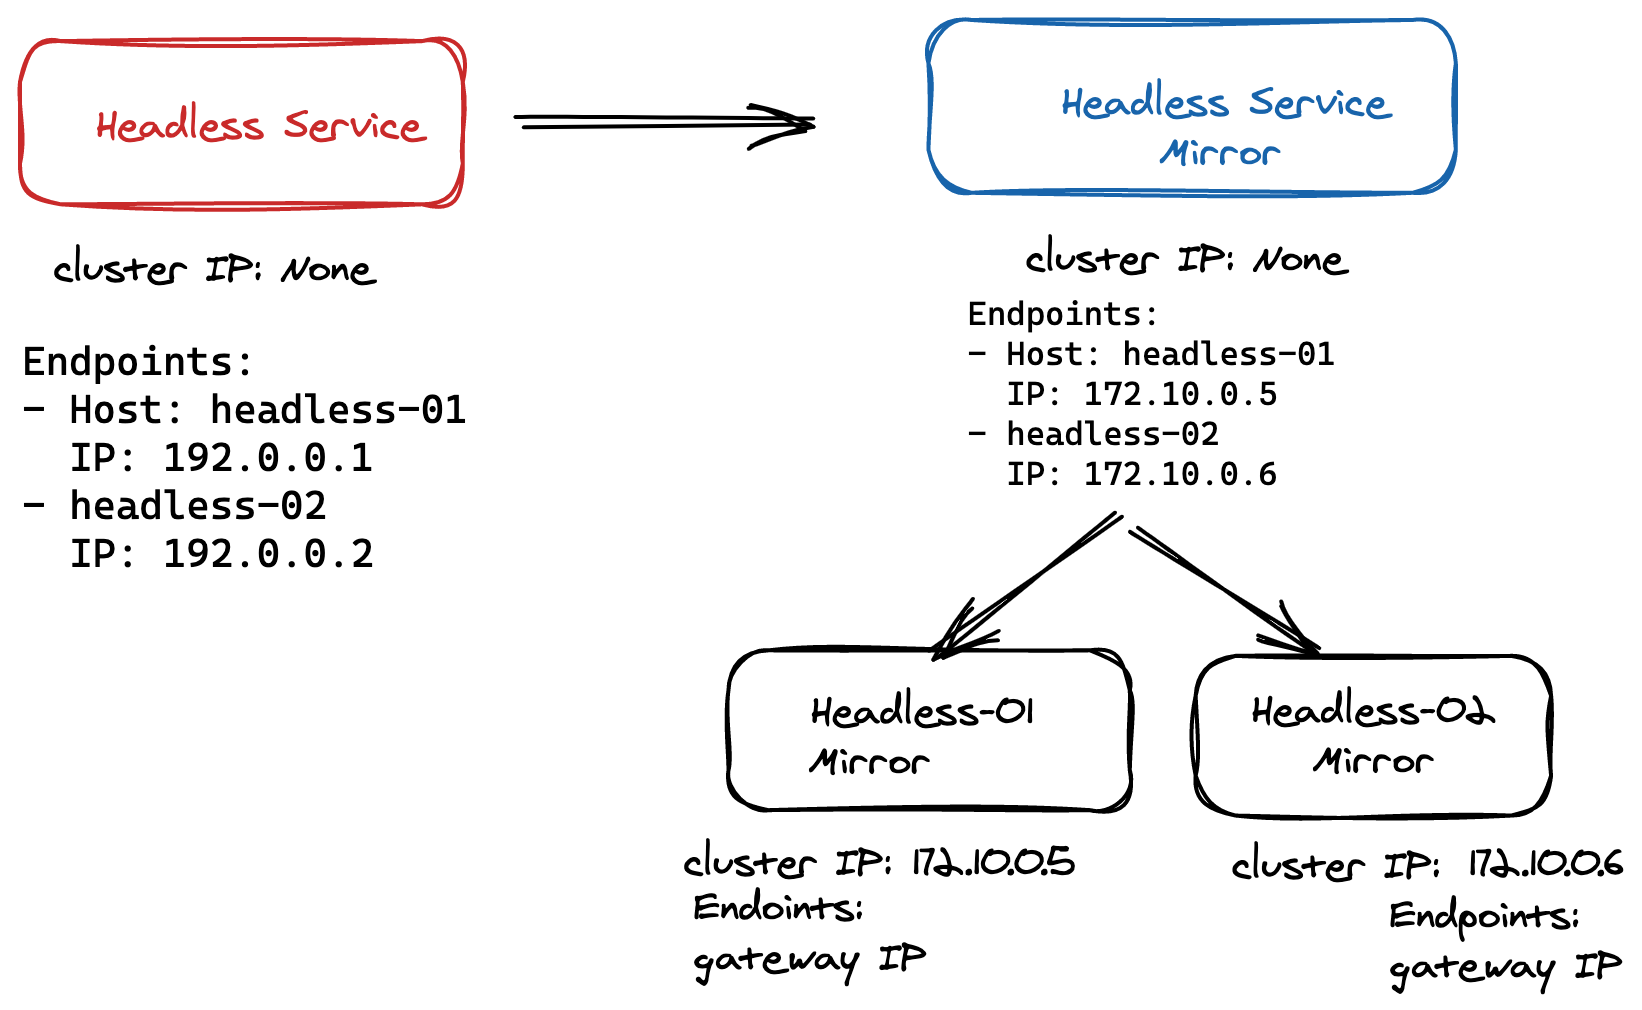 Headless Service
cluster IP: None
Endpoints:
- Host: headless-01
IP: 192.0.0.1
- headless-02
IP: 192.0.0.2
Headless Service
Mirror
cluster IP: None
Endpoints:
- Host: headless-01
IP: 172.10.0.5
- headless-02
IP: 172.10.0.6
Headless-01
Mirror
cluster IP: 172.10.0.5
Endoints:
gateway IP
Headless-02
Mirror
cluster IP: 172.10.0.6
Endpoints:
gateway IP